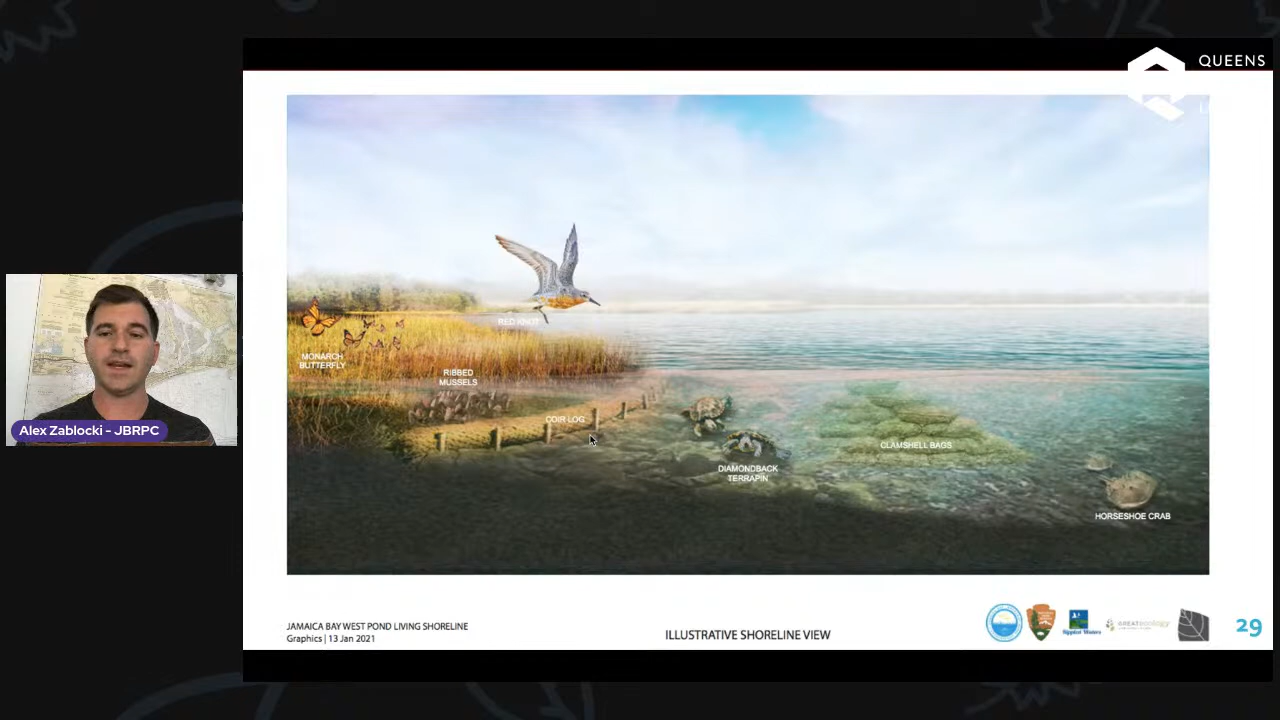 QUEENS
RED KNOT
MONARCH
BUTTERFLY
RIBBED
MUSSELS
COIR LOG
CLAMSHELL BAGS
DIAMONDBACK
TERRAPIN
HORSESHOE CRAB
Alex Zablocki - JBRPC
JAMAICA BAY WEST POND LIVING SHORELINE
Graphics | 13 Jan 2021
ILLUSTRATIVE SHORELINE VIEW
GREATecology
29